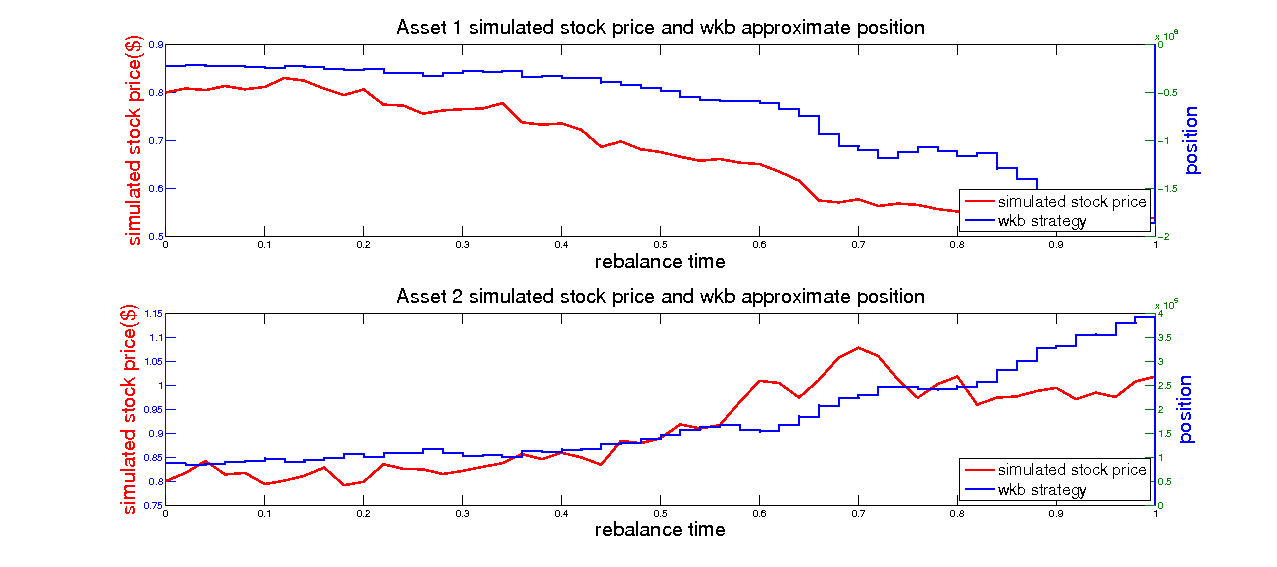 Asset 1 simulated stock price and wkb approximate position
x 10
simulated stock price($)
0.9
0.8
0.7
0.6
0.5
0
−0.5
−1
−1.5
−2
position
simulated stock price
wkb strategy
0 0.1 0.2 0.3 0.4 0.5 0.6 0.7 0.8 0.9 1
rebalance time
Asset 2 simulated stock price and wkb approximate position
x 10
simulated stock price($)
1.15
1.1
1.05
1
0.95
0.9
0.85
0.8
0.75
4
3.5
3
2.5
2
1.5
1
0.5
0
position
simulated stock price
wkb strategy
0 0.1 0.2 0.3 0.4 0.5 0.6 0.7 0.8 0.9 1
rebalance time